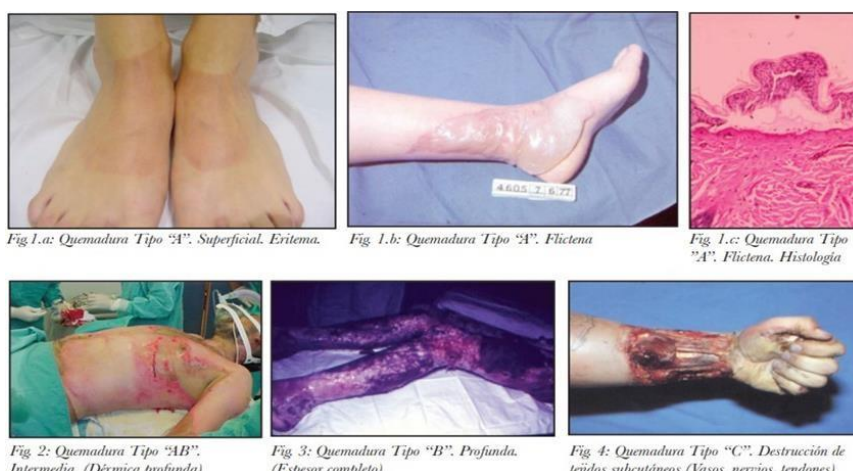 4605 7 6 77
Fig.1.a: Quemadura Tipo “A”. Superficial. Eritema.
Fig. 1.b: Quemadura Tipo “A”. Flictena
Fig. 1.c: Quemadura Tipo
”A”. Flictena. Histología
Fig. 2: Quemadura Tipo “AB”.
Intermedia. (Dérmica profunda)
Fig. 3: Quemadura Tipo “B”. Profunda.
(Espesor completo)
Fig. 4: Quemadura Tipo “C”. Destrucción de
tejidos subcutáneos (Vasos, nervios, tendones)